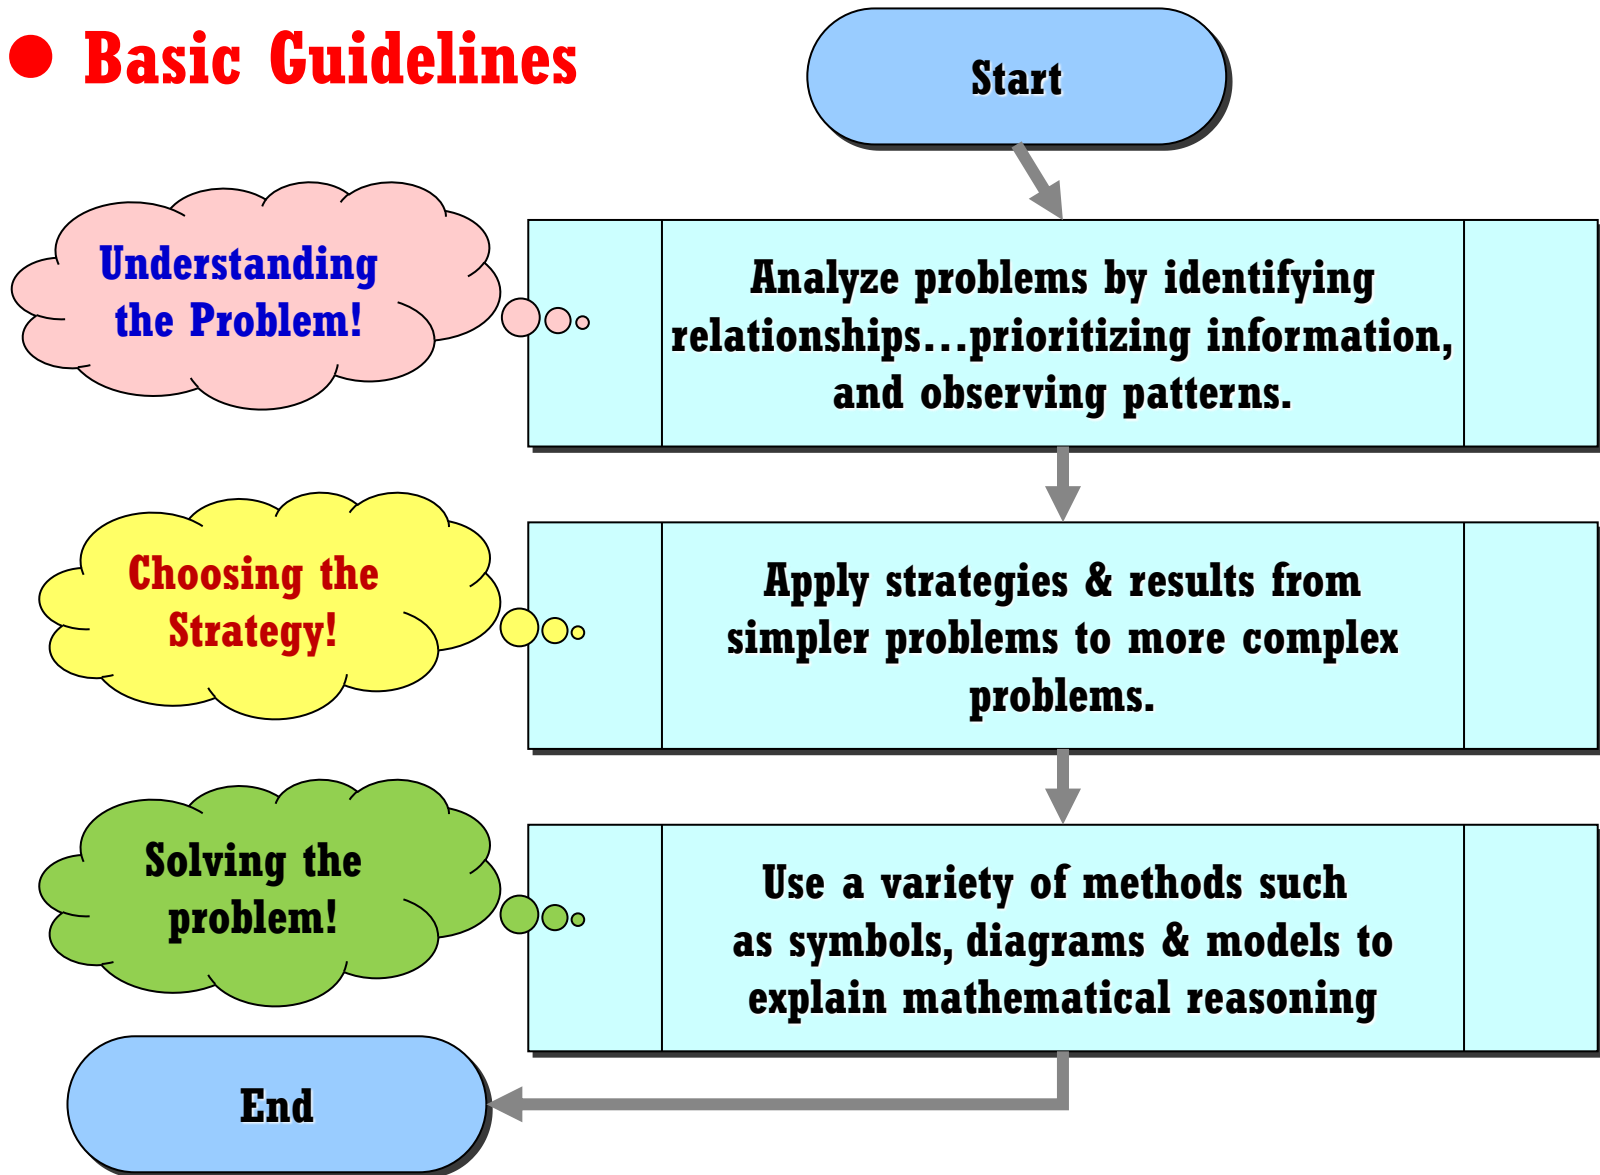 ● Basic Guidelines
Start
Understanding
the Problem!
Analyze problems by identifying
relationships…prioritizing information,
and observing patterns.
Choosing the
Strategy!
Apply strategies & results from
simpler problems to more complex
problems.
Solving the
problem!
Use a variety of methods such
as symbols, diagrams & models to
explain mathematical reasoning
End